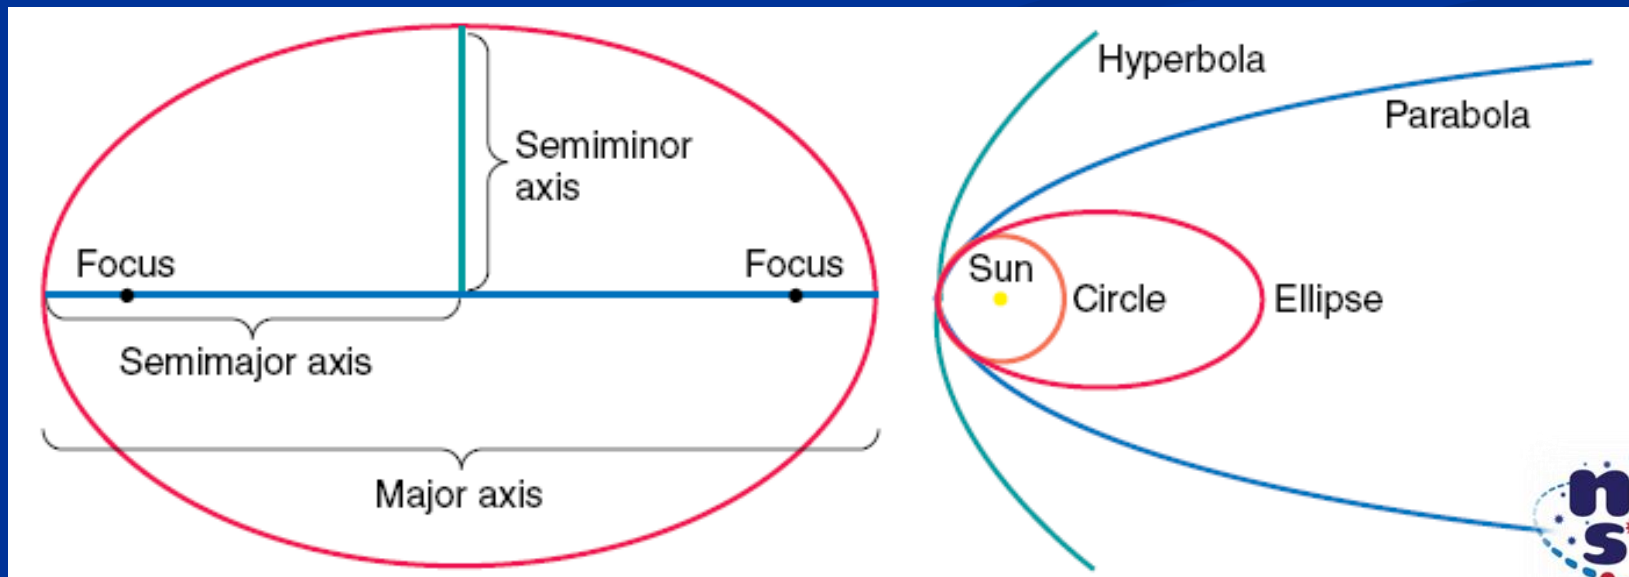 Semiminor
axis
Focus
Focus
Semimajor axis
Major axis
Hyperbola
Parabola
Sun
Circle
Ellipse
n
s